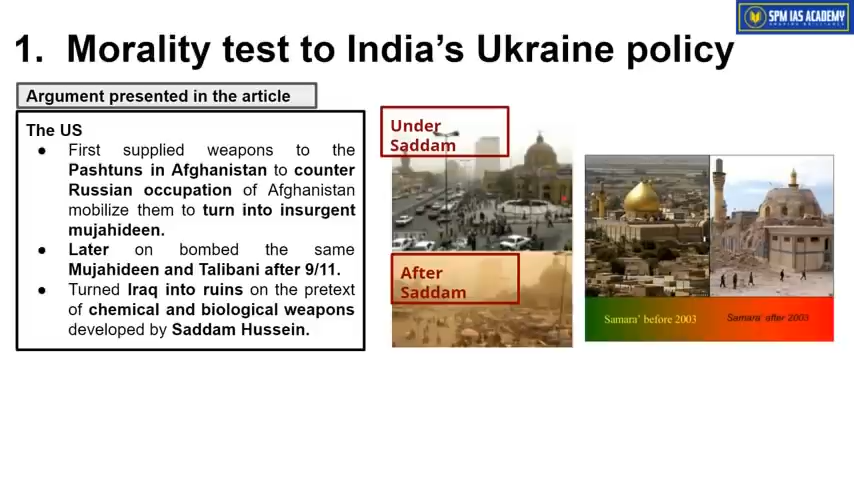 SPM IAS ACADEMY
1. Morality test to India's Ukraine policy
Argument presented in the article
The US
● First supplied weapons to the
Pashtuns in Afghanistan to counter
Russian occupation of Afghanistan
mobilize them to turn into insurgent
mujahideen.
● Later on bombed the same
Mujahideen and Talibani after 9/11.
● Turned Iraq into ruins on the pretext
of chemical and biological weapons
developed by Saddam Hussein.
Under
Saddam
After
Saddam
Samara' before 2003
Samara' after 2003